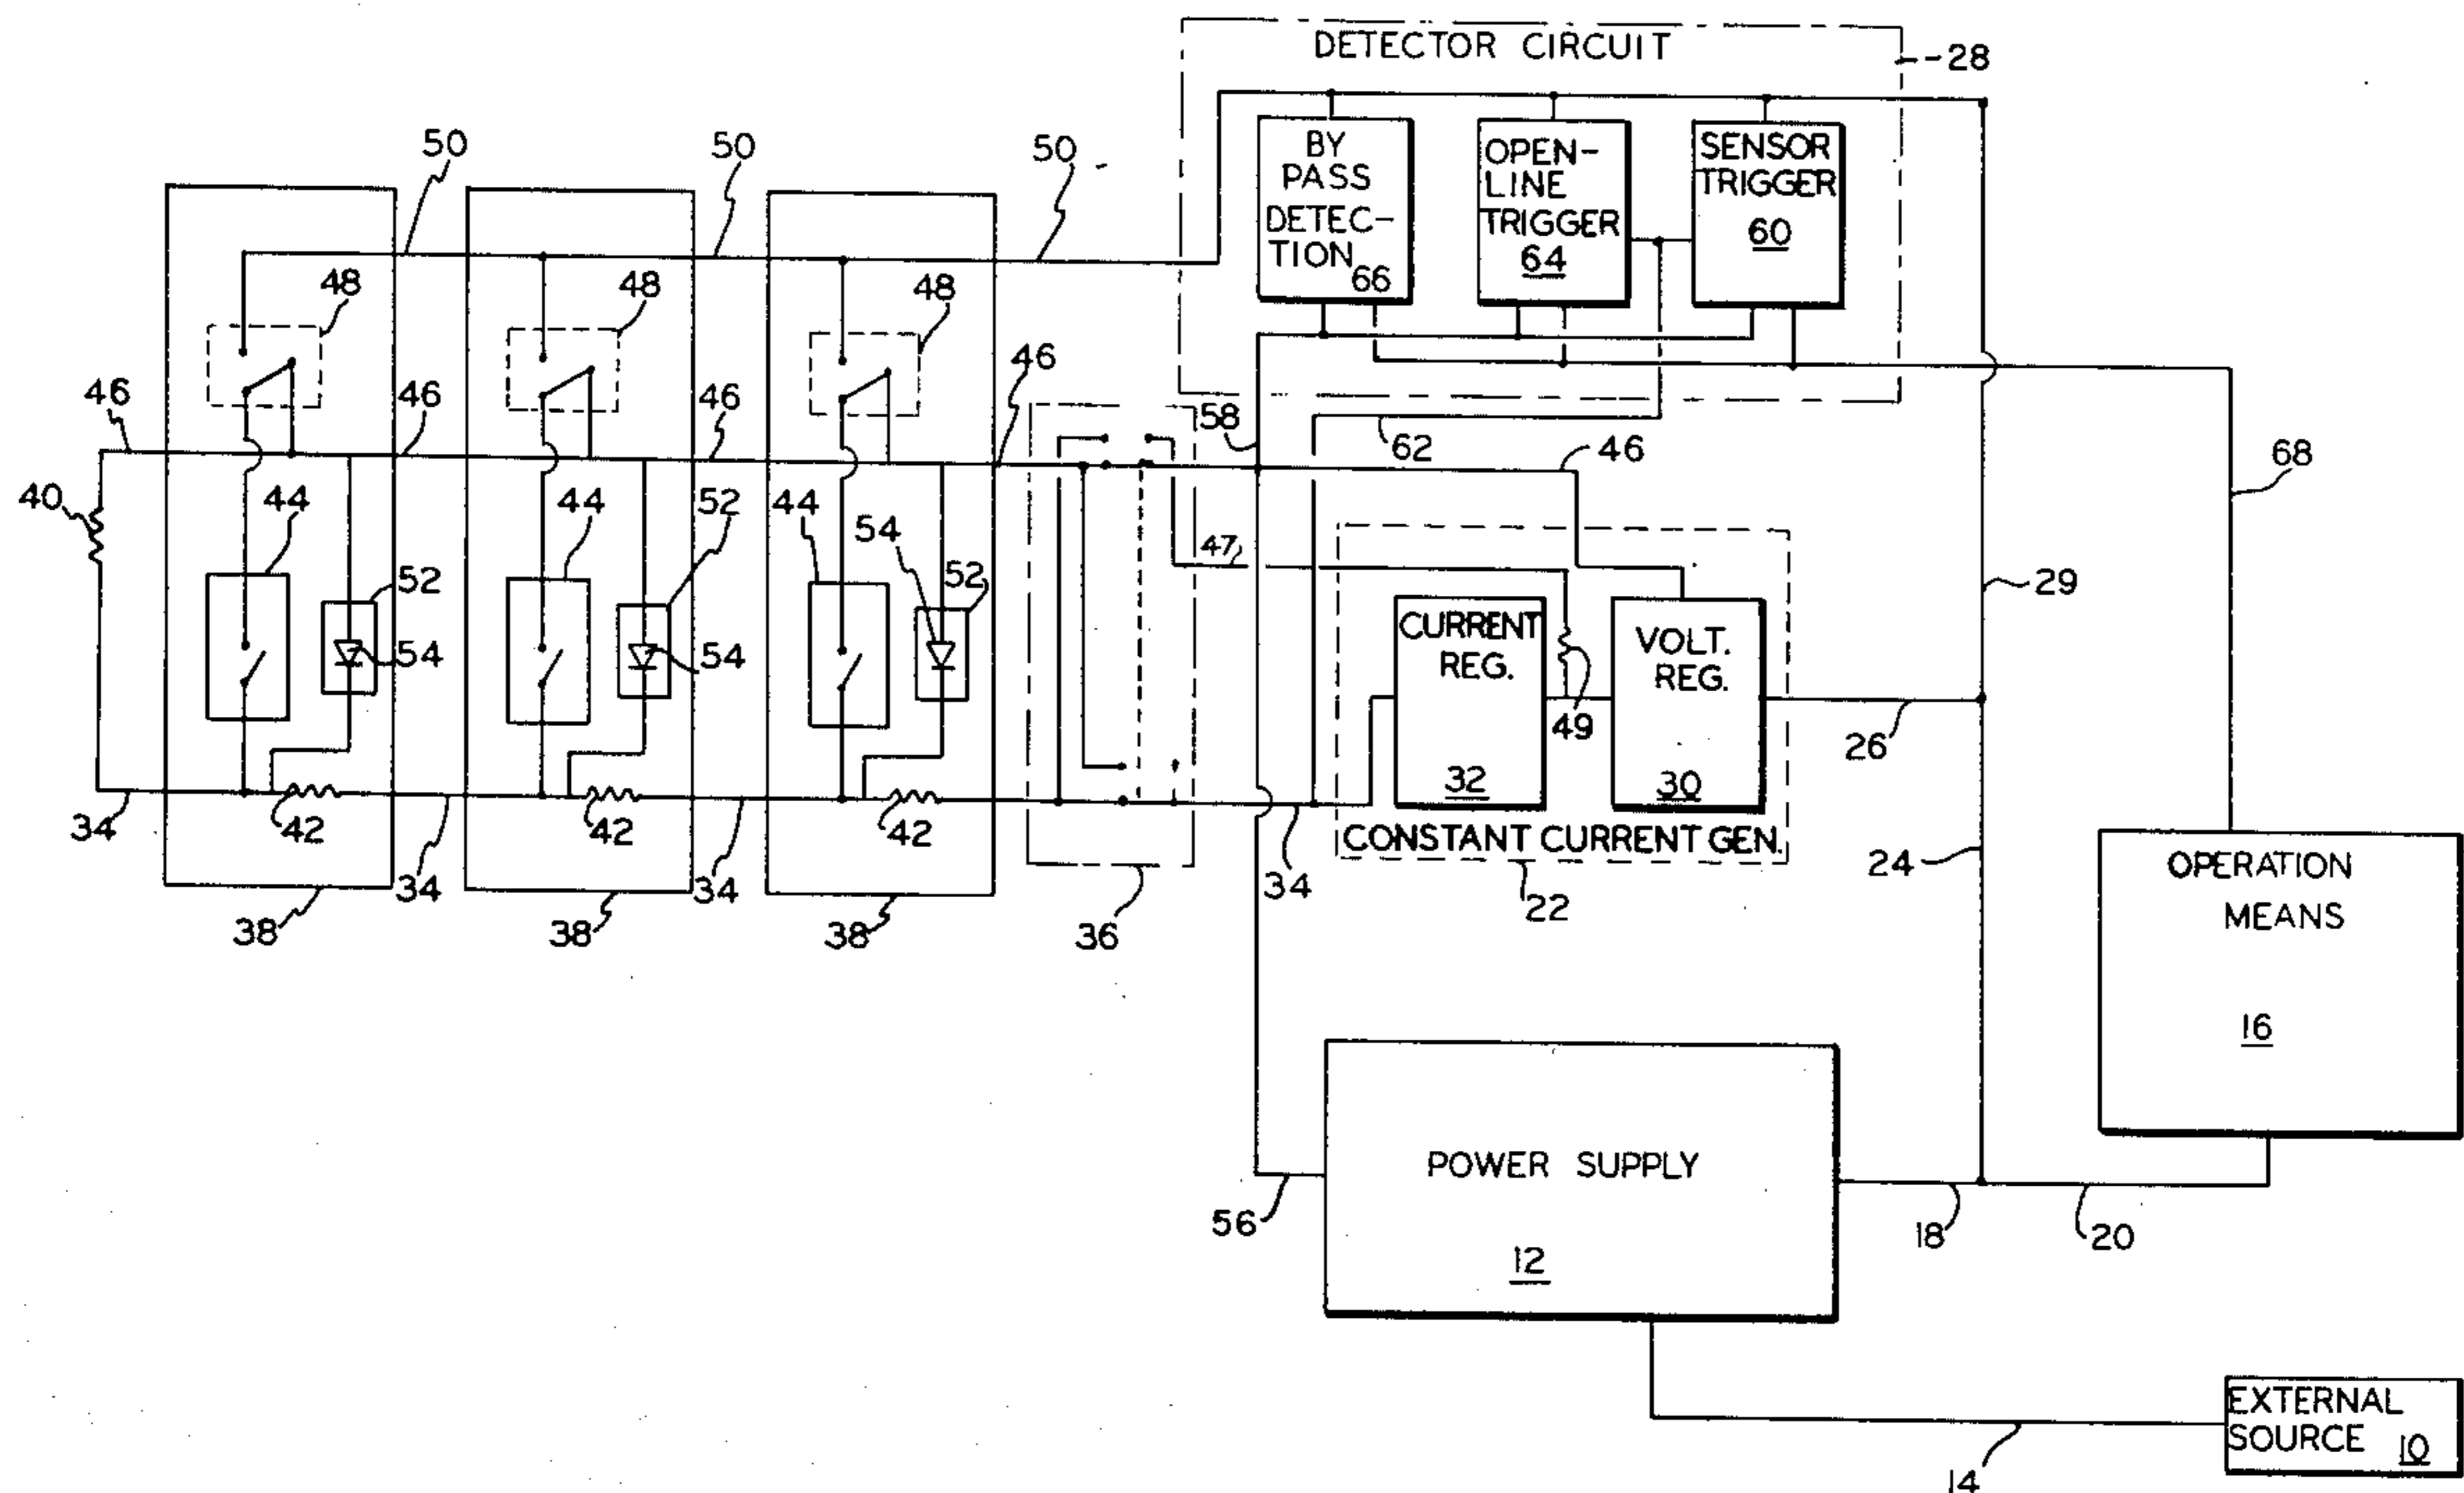 DETECTOR CIRCUIT
28
50
50
50
BY
PASS
DETEC-
TION 66
OPEN-
LINE
TRIGGER
64
SENSOR
TRIGGER
60
48
48
48
46
46
46
46
58
62
46
68
40
44
44
52
44
54
52
47
52
54
54
29
CURRENT
REG.
32
49
VOLT.
REG.
30
26
CONSTANT CURRENT GEN.
34
42
34
42
34
42
34
22
24
38
38
38
36
OPERATION
MEANS
16
POWER SUPPLY
12
56
18
20
EXTERNAL
SOURCE 10
14